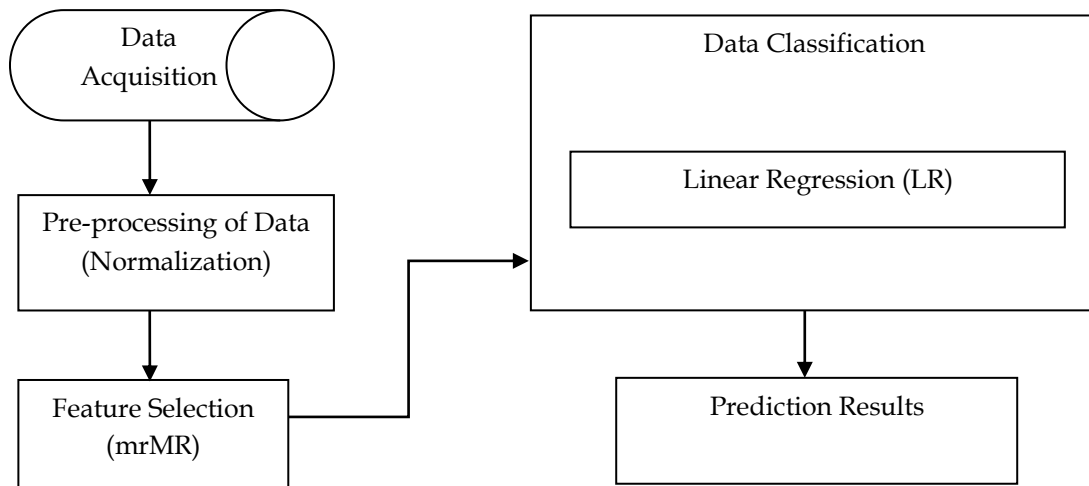 Data
Acquisition
Pre-processing of Data
(Normalization)
Feature Selection
(mrMR)
Data Classification
Linear Regression (LR)
Prediction Results